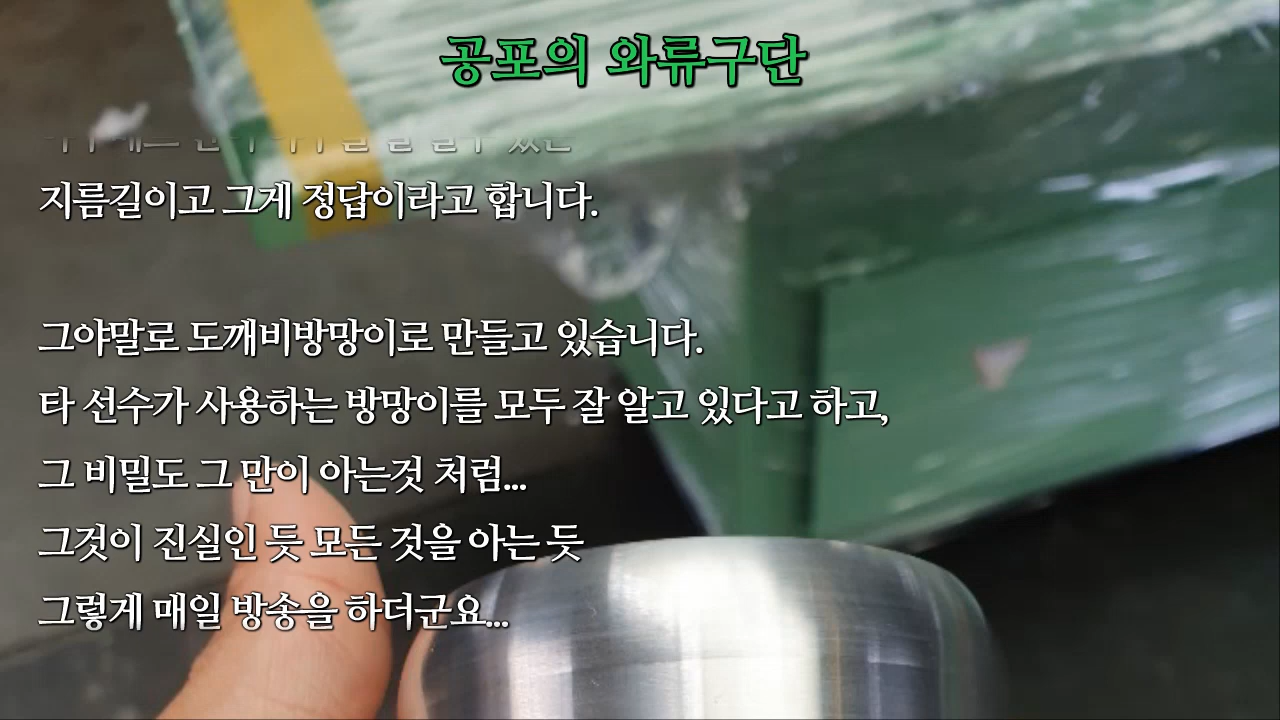 공포의 와류구단
지름길이고 그게 정답이라고 합니다.
그야말로 도깨비방망이로 만들고 있습니다.
타 선수가 사용하는 방망이를 모두 잘 알고 있다고 하고,
그 비밀도 그 만이 아는것 처럼...
그것이 진실인 듯 모든 것을 아는 듯
그렇게 매일 방송을 하더군요...